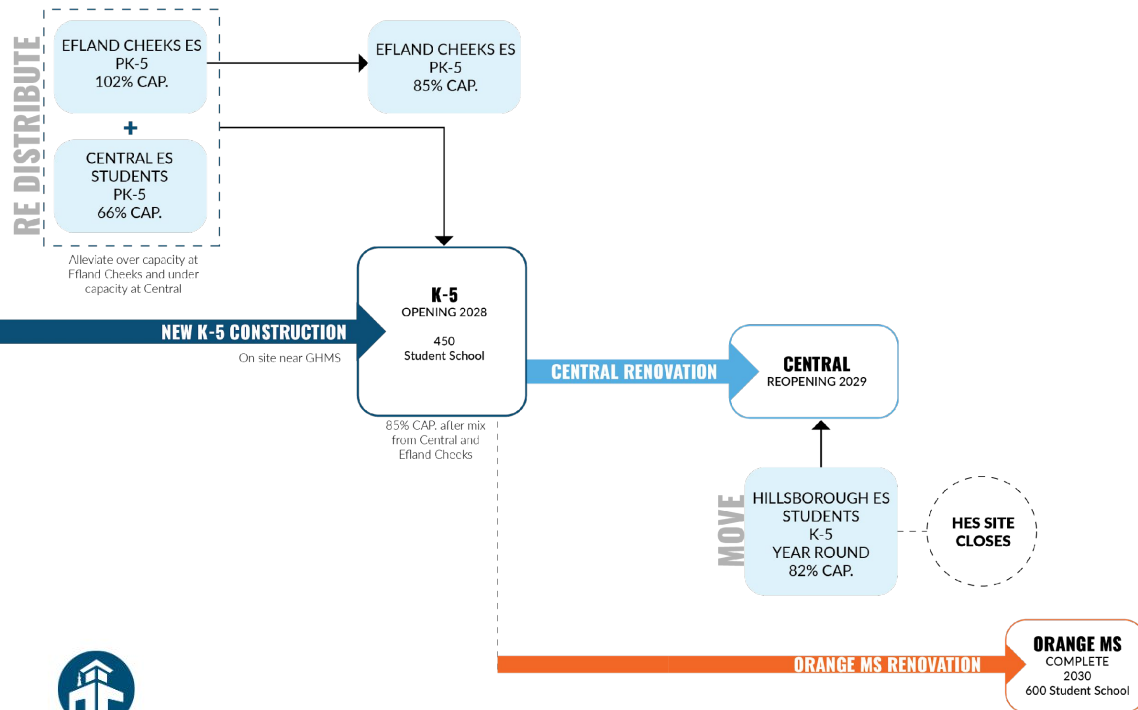 RE DISTRIBUTE
EFLAND CHEEKS ES
PK-5
102% CAP.
+
CENTRAL ES
STUDENTS
PK-5
66% CAP.
Alleviate over capacity at
Efland Cheeks and under
capacity at Central
EFLAND CHEEKS ES
PK-5
85% CAP.
NEW K-5 CONSTRUCTION
On site near GHMS
K-5
OPENING 2028
450
Student School
85% CAP. after mix
from Central and
Efland Cheeks
CENTRAL RENOVATION
CENTRAL
REOPENING 2029
MOVE
HILLSBOROUGH ES
STUDENTS
K-5
YEAR ROUND
82% CAP.
HES SITE
CLOSES
ORANGE MS RENOVATION
ORANGE MS
COMPLETE
2030
600 Student School